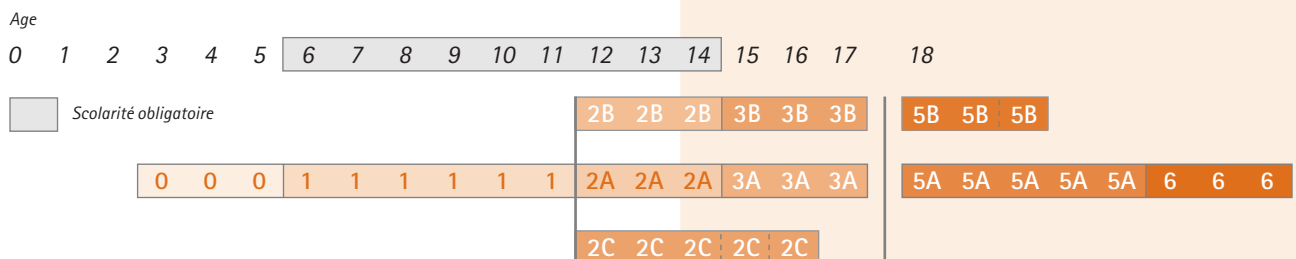 Age
0 1 2 3 4 5 6 7 8 9 10 11 12 13 14 15 16 17 18
Scolarité obligatoire
2B 2B 2B 3B 3B 3B 5B 5B 5B
0 0 0 1 1 1 1 1 1 2A 2A 2A 3A 3A 3A 5A 5A 5A 5A 5A 6 6 6
2C 2C 2C 2C 2C